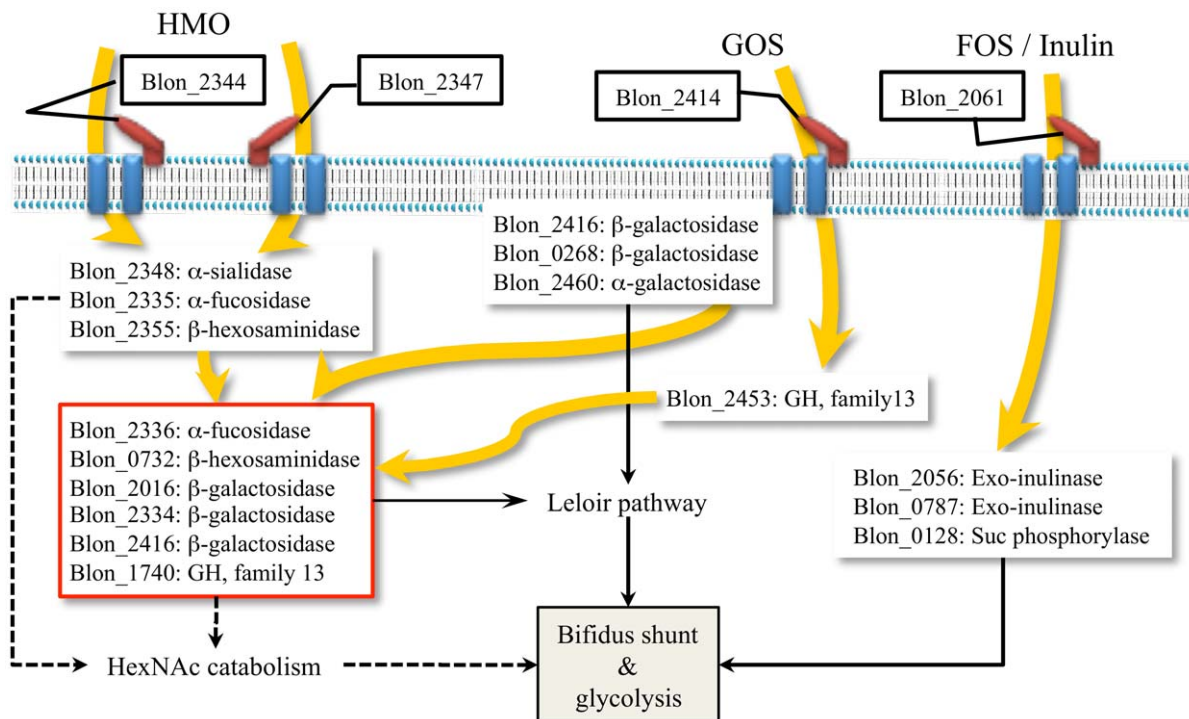 HMO
GOS
FOS / Inulin
Blon_2344
Blon_2347
Blon_2414
Blon_2061
Blon_2416: β-galactosidase
Blon_0268: β-galactosidase
Blon_2460: α-galactosidase
Blon_2348: α-sialidase
Blon_2335: α-fucosidase
Blon_2355: β-hexosaminidase
Blon_2453: GH, family13
Blon_2336: α-fucosidase
Blon_0732: β-hexosaminidase
Blon_2016: β-galactosidase
Blon_2334: β-galactosidase
Blon_2416: β-galactosidase
Blon_1740: GH, family 13
Leloir pathway
Blon_2056: Exo-inulinase
Blon_0787: Exo-inulinase
Blon_0128: Suc phosphorylase
HexNAc catabolism
Bifidus shunt
&
glycolysis